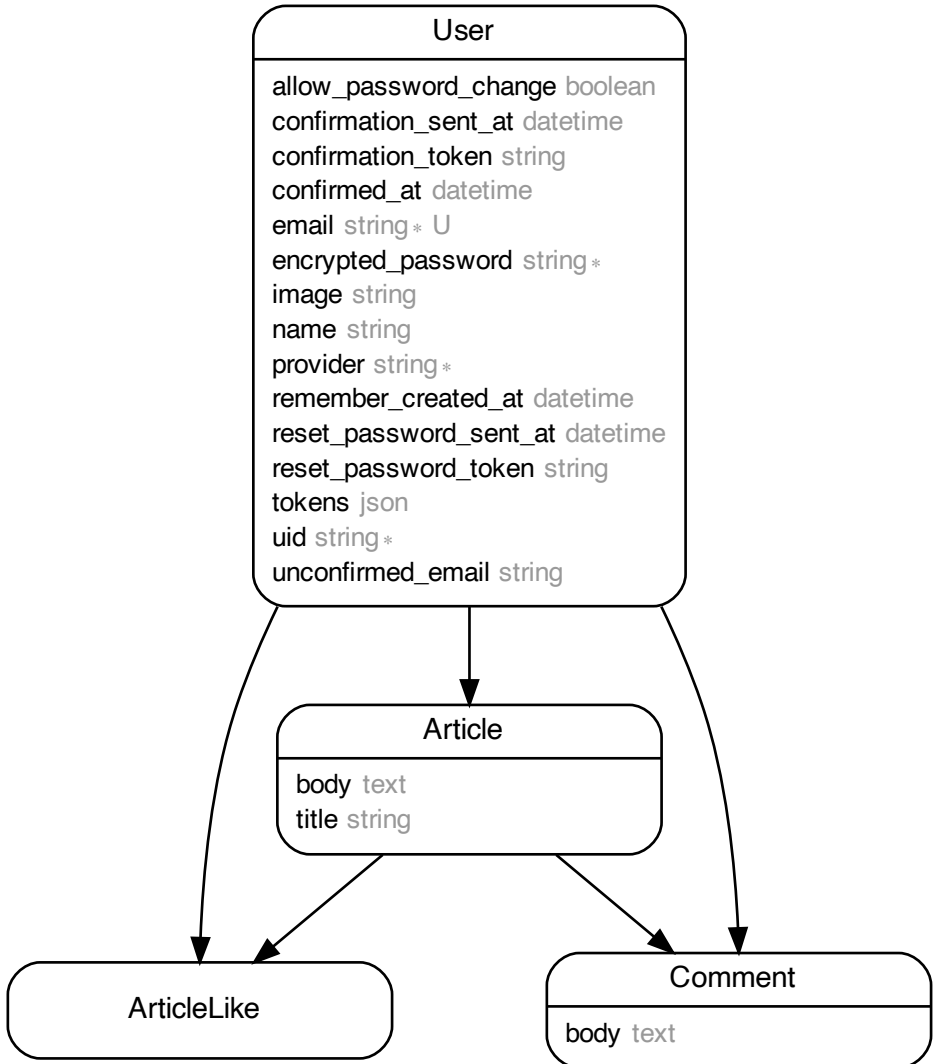 User
allow_password_change boolean
confirmation_sent_at datetime
confirmation_token string
confirmed_at datetime
email string* U
encrypted_password string*
image string
name string
provider string*
remember_created_at datetime
reset_password_sent_at datetime
reset_password_token string
tokens json
uid string*
unconfirmed_email string
Article
body text
title string
ArticleLike
Comment
body text